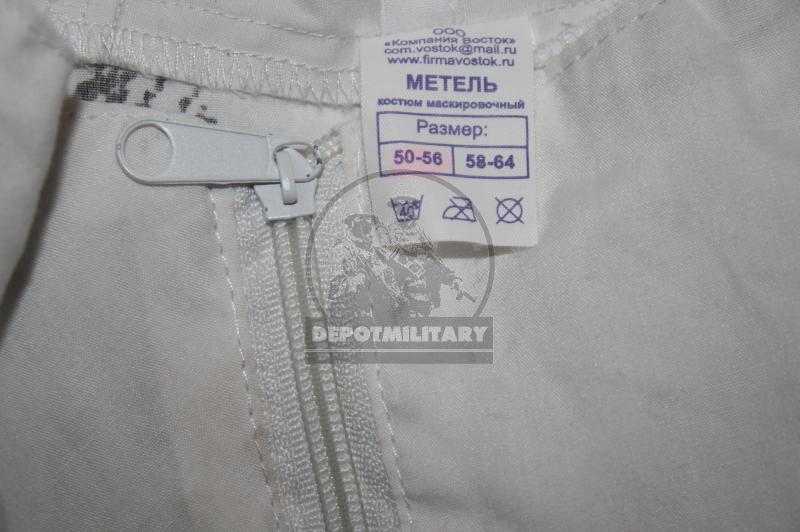 ООО
«Компания Восток»
com.vostok@mail.ru
www.firmavostok.ru
МЕТЕЛЬ
костюм маскировочный
Размер:
50-56 58-64
40
DEPOTMILITARY